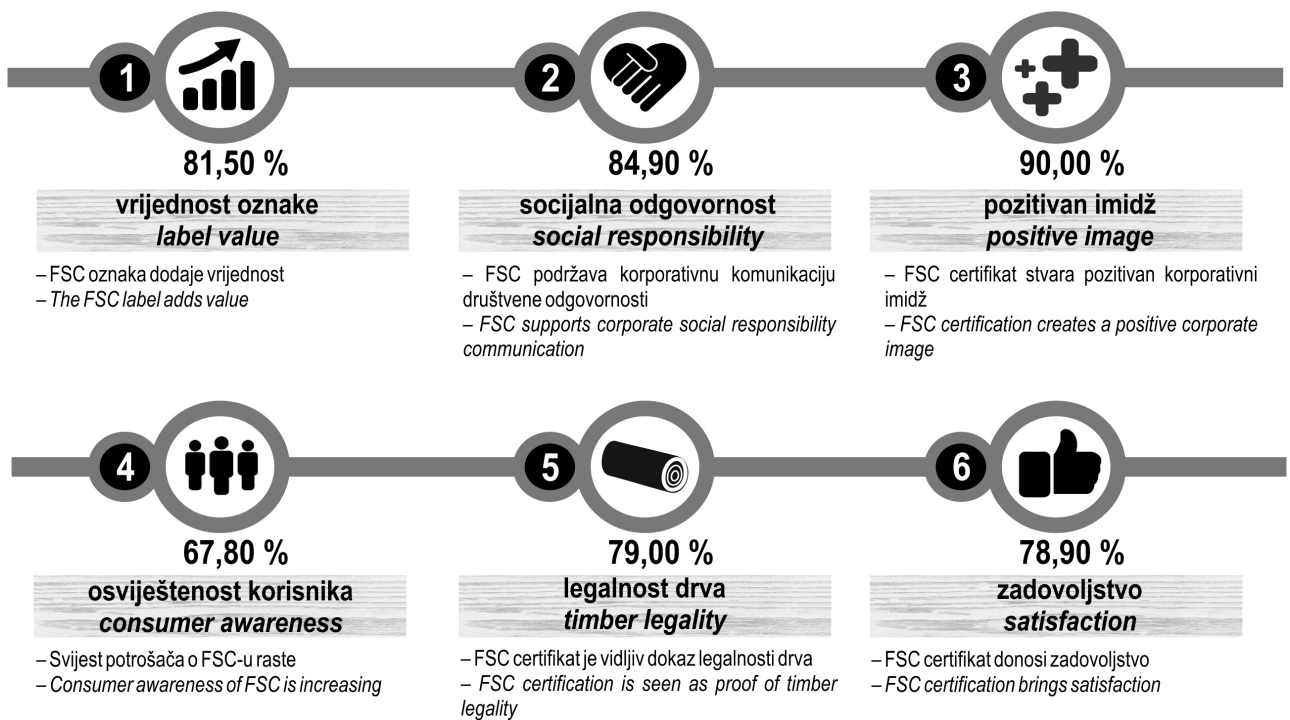 1
81,50 %
vrijednost oznake
label value
– FSC oznaka dodaje vrijednost
– The FSC label adds value
2
84,90 %
socijalna odgovornost
social responsibility
– FSC podržava korporativnu komunikaciju
društvene odgovornosti
– FSC supports corporate social responsibility
communication
3
90,00 %
pozitivan imidž
positive image
– FSC certifikat stvara pozitivan korporativni
imidž
– FSC certification creates a positive corporate
image
4
67,80 %
osviještenost korisnika
consumer awareness
– Svijest potrošača o FSC-u raste
– Consumer awareness of FSC is increasing
5
79,00 %
legalnost drva
timber legality
– FSC certifikat je vidljiv dokaz legalnosti drva
– FSC certification is seen as proof of timber
legality
6
78,90 %
zadovoljstvo
satisfaction
– FSC certifikat donosi zadovoljstvo
– FSC certification brings satisfaction